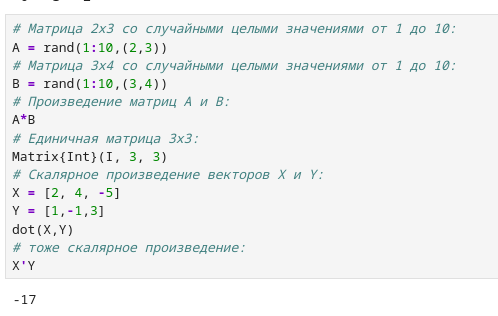 # Матрица 2x3 со случайными целыми значениями от 1 до 10:
A = rand(1:10,(2,3))
# Матрица 3x4 со случайными целыми значениями от 1 до 10:
B = rand(1:10,(3,4))
# Произведение матриц A и B:
A*B
# Единичная матрица 3x3:
Matrix{Int}(I, 3, 3)
# Скалярное произведение векторов X и Y:
X = [2, 4, -5]
Y = [1,-1,3]
dot(X,Y)
# тоже скалярное произведение:
X'Y
-17